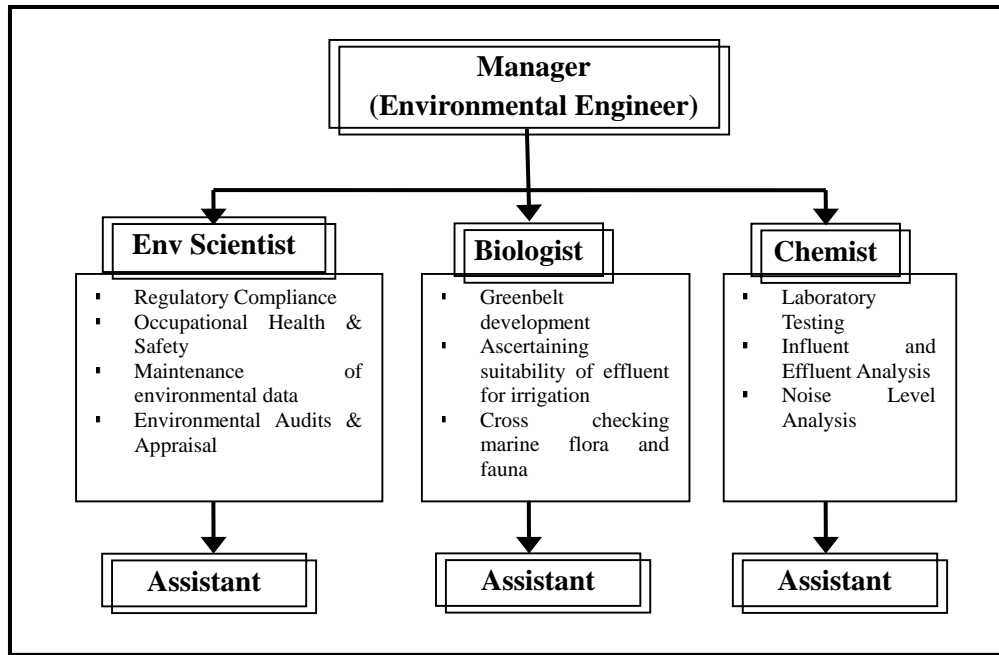 Manager
(Environmental Engineer)
Env Scientist
▪ Regulatory Compliance
▪ Occupational Health &
Safety
▪ Maintenance of
environmental data
▪ Environmental Audits &
Appraisal
Biologist
▪ Greenbelt
development
▪ Ascertaining
suitability of effluent
for irrigation
▪ Cross checking
marine flora and
fauna
Chemist
▪ Laboratory
Testing
▪ Influent and
Effluent Analysis
▪ Noise Level
Analysis
Assistant
Assistant
Assistant